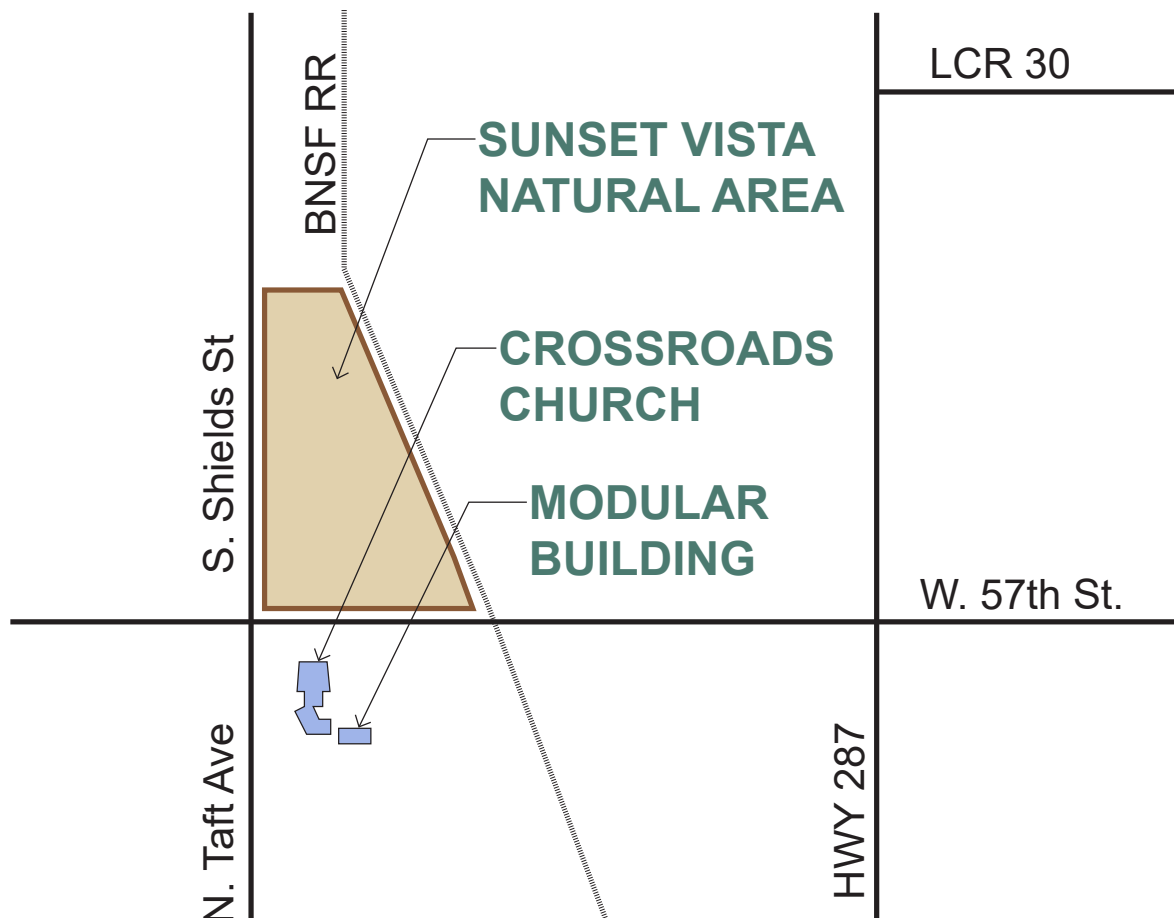 LCR 30
BNSF RR
SUNSET VISTA
NATURAL AREA
S. Shields St
CROSSROADS
CHURCH
MODULAR
BUILDING
W. 57th St.
N. Taft Ave
HWY 287